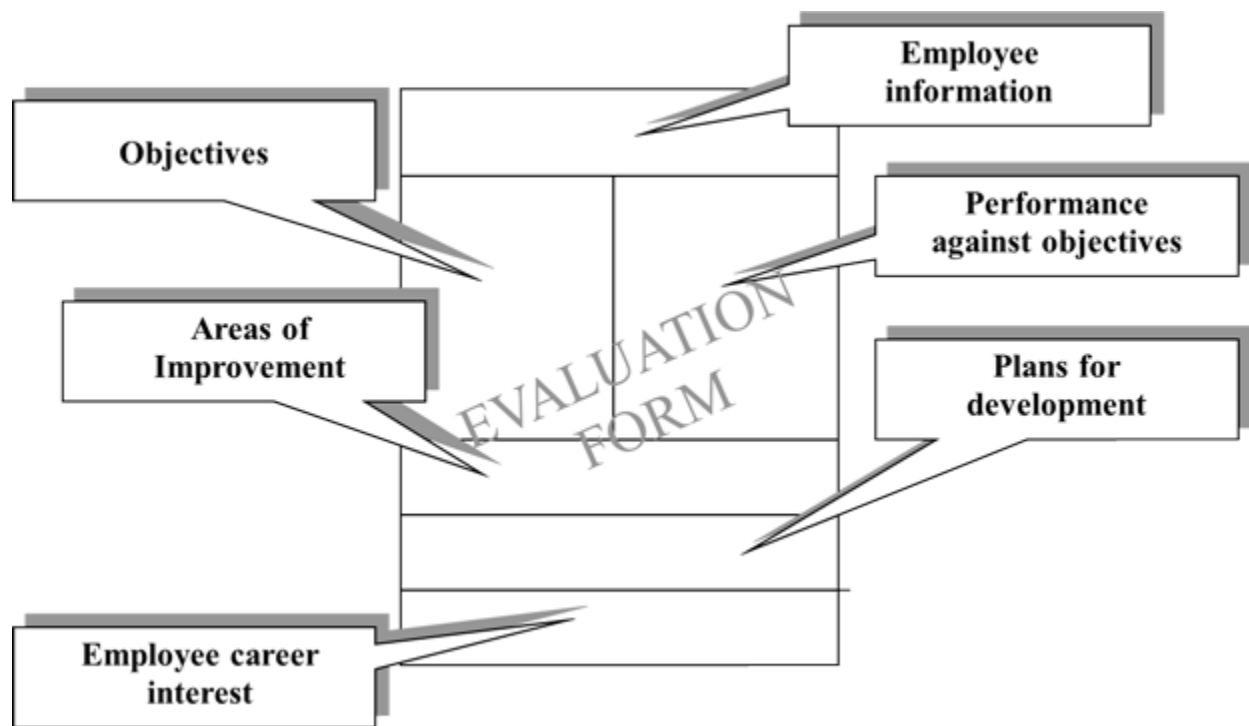 Employee
information
Objectives
Performance
against objectives
Areas of
Improvement
EVALUATION
FORM
Plans for
development
Employee career
interest